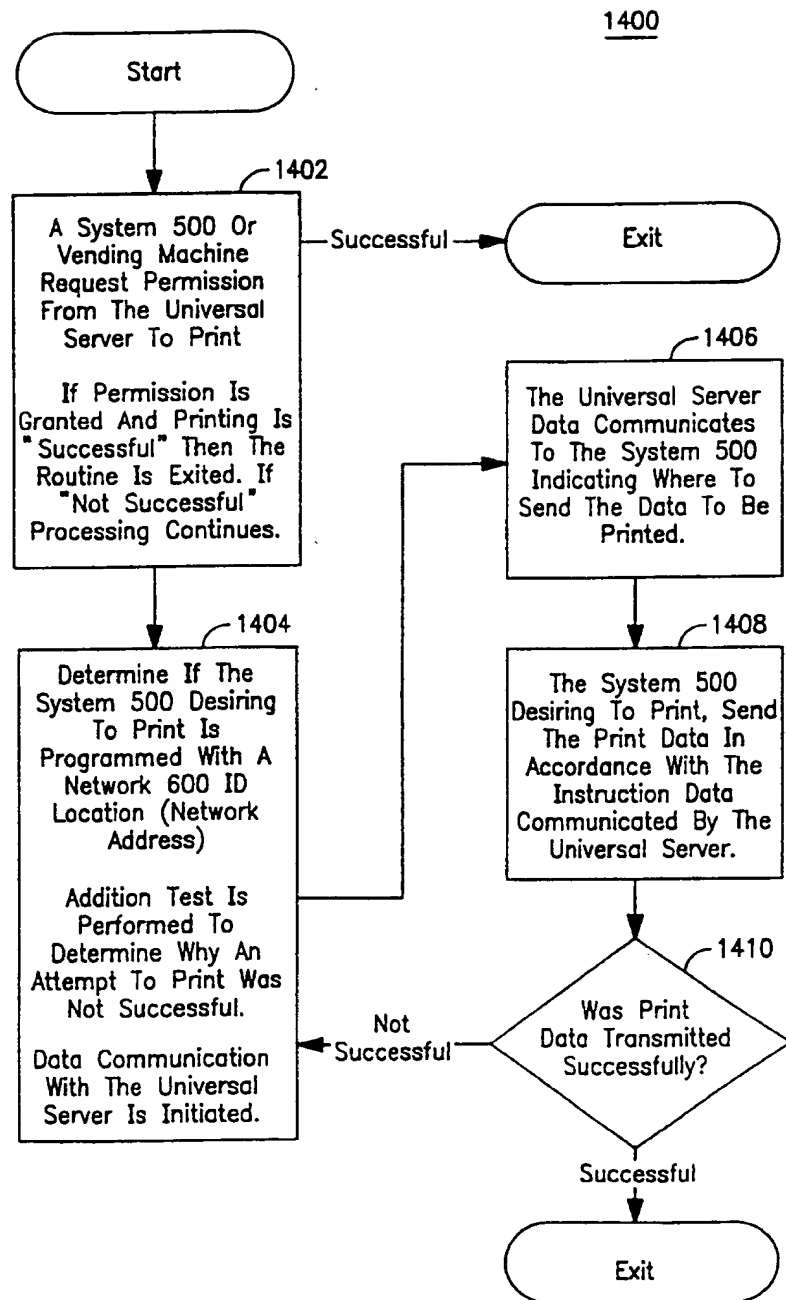 1400
Start
1402
A System 500 Or
Vending Machine
Request Permission
From The Universal
Server To Print
If Permission Is
Granted And Printing Is
"Successful" Then The
Routine Is Exited. If
"Not Successful"
Processing Continues.
Successful
Exit
1404
Determine If The
System 500 Desiring
To Print Is
Programmed With A
Network 600 ID
Location (Network
Address)
Addition Test Is
Performed To
Determine Why An
Attempt To Print Was
Not Successful.
Data Communication
With The Universal
Server Is Initiated.
1406
The Universal Server
Data Communicates
To The System 500
Indicating Where To
Send The Data To Be
Printed.
1408
The System 500
Desiring To Print, Send
The Print Data In
Accordance With The
Instruction Data
Communicated By The
Universal Server.
1410
Was Print
Data Transmitted
Successfully?
Not
Successful
Successful
Exit